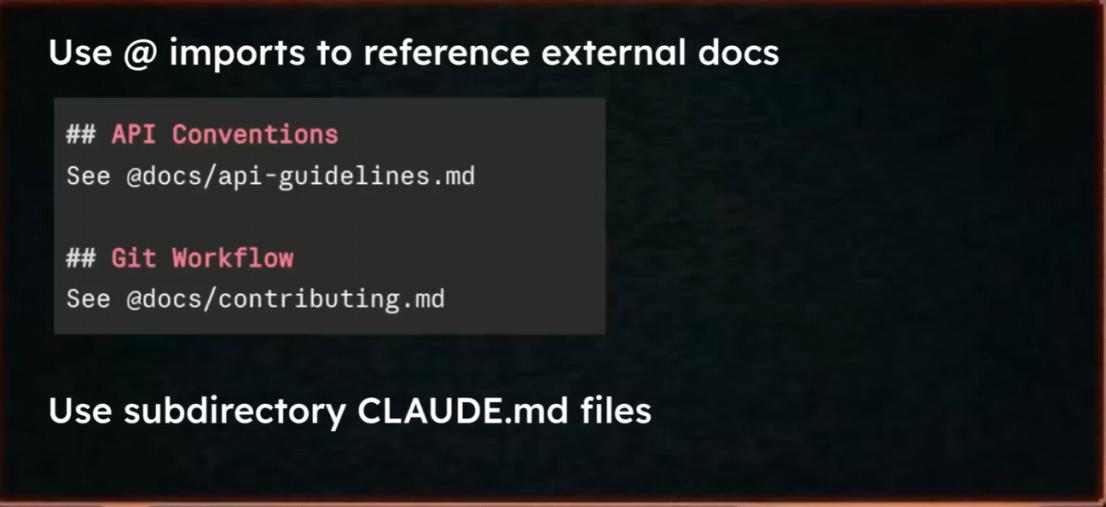 Use @ imports to reference external docs
## API Conventions
See @docs/api-guidelines.md
## Git Workflow
See @docs/contributing.md
Use subdirectory CLAUDE.md files